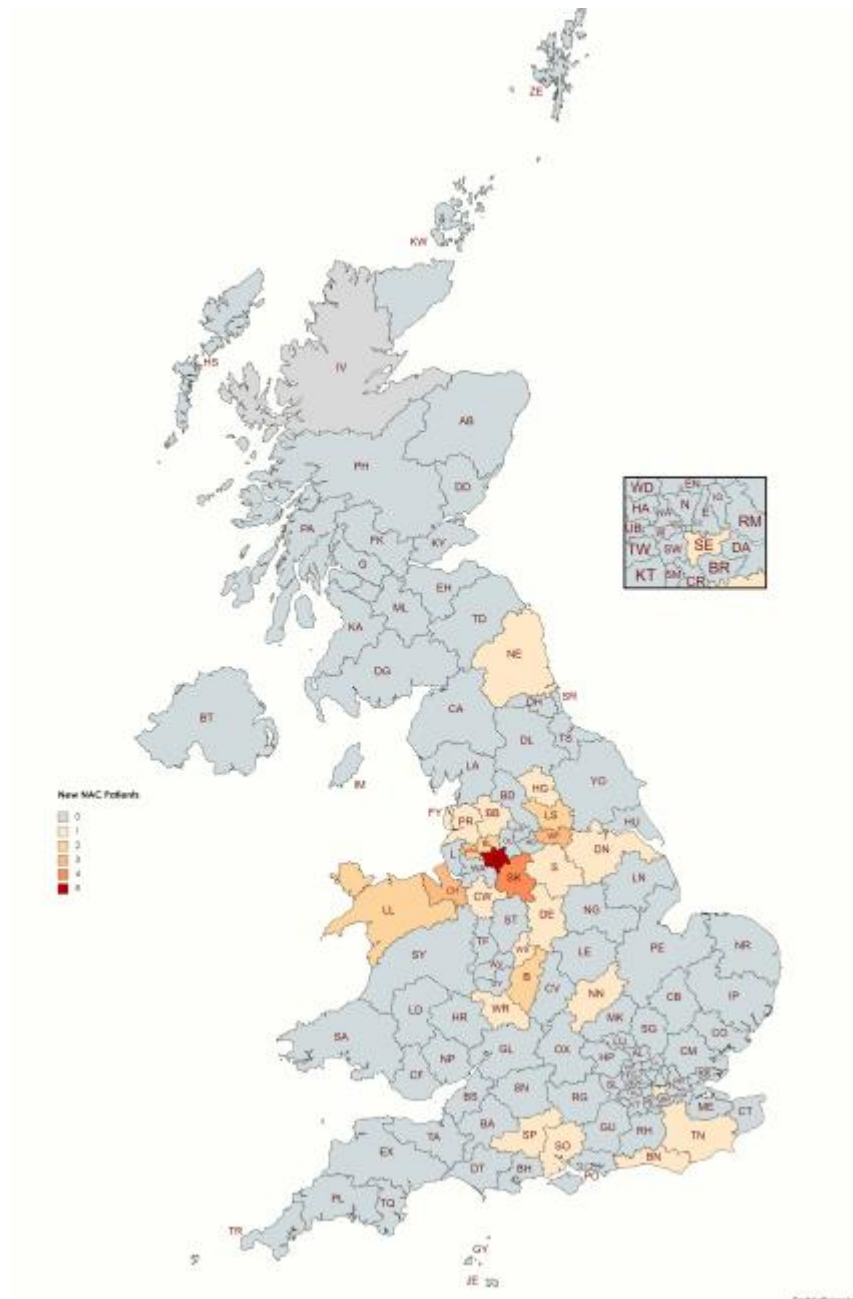 ZE
KW
HS
IV
AB
PH
DD
PA
FK
KY
G
EH
ML
KA
TD
DG
NE
WD
EN
HA
N
E
IG
RM
UB
TW
SW
SE
DA
KT
SM
BR
CR
BT
CA
DH
SR
DL
TS
IM
LA
YO
HG
BD
FY
PR
BB
LS
HU
WF
DN
L
S
SK
LN
CH
CW
LL
ST
DE
NG
TF
SY
WS
LE
PE
NR
B
CV
NN
WR
CB
IP
LD
HR
MK
SG
CO
SA
NP
GL
OX
HP
CM
CF
SN
SL
BS
RG
ME
CT
BA
GU
RH
TN
TA
SP
SO
BN
EX
DT
BH
PO
PL
TQ
TR
GY
JE
New NAC Patients
0
1
2
3
4